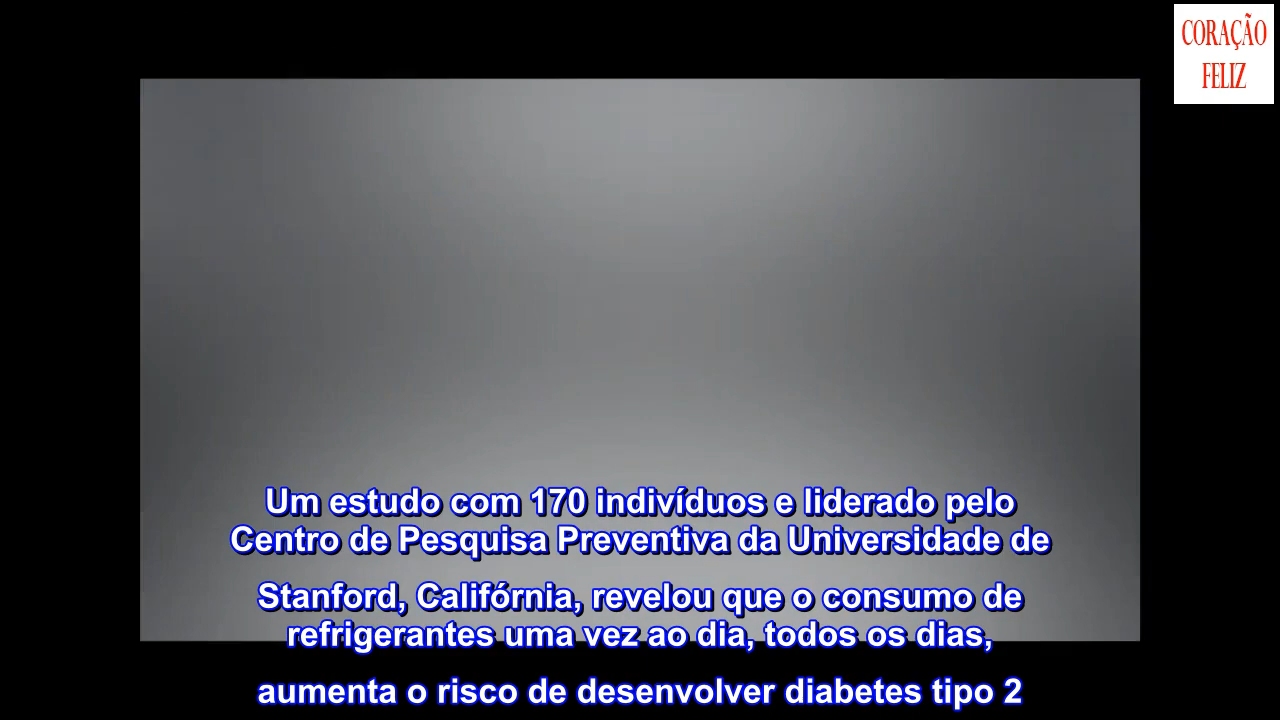 CORAÇÃO
FELIZ
Um estudo com 170 indivíduos e liderado pelo
Centro de Pesquisa Preventiva da Universidade de
Stanford, Califórnia, revelou que o consumo de
refrigerantes uma vez ao dia, todos os dias,
aumenta o risco de desenvolver diabetes tipo 2